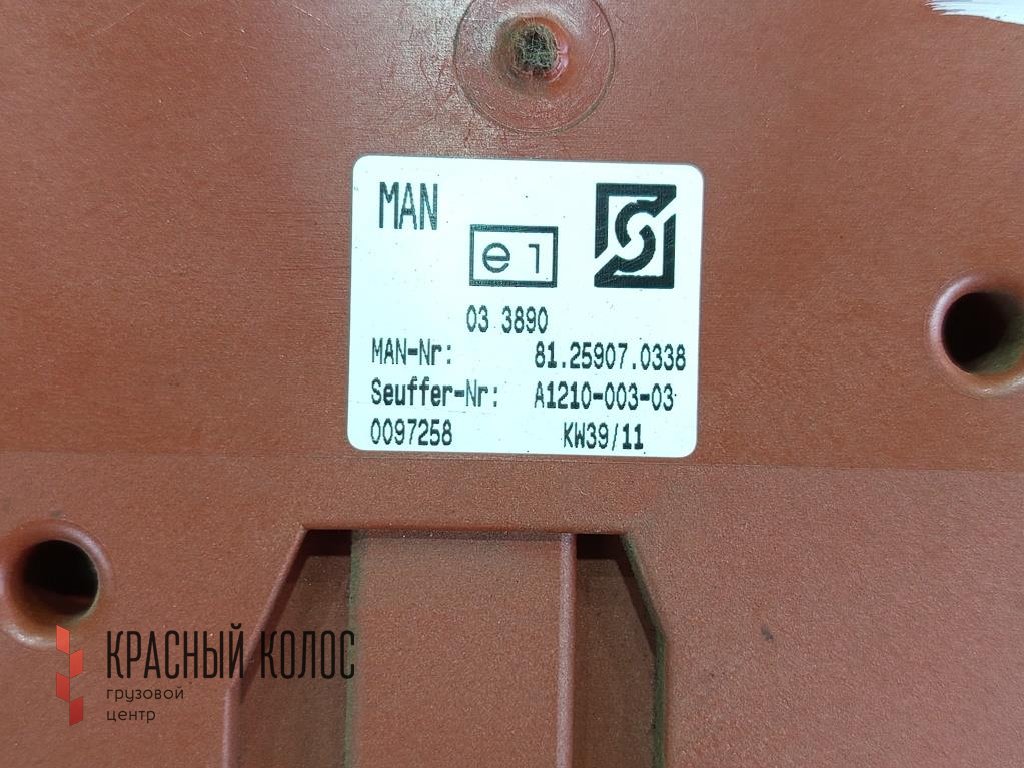 MAN
e1
03 3890
MAN-Nr: 81.25907.0338
Seuffer-Nr: A1210-003-03
0097258 KW39/11
КРАСНЫЙ КОЛОС
грузовой
центр